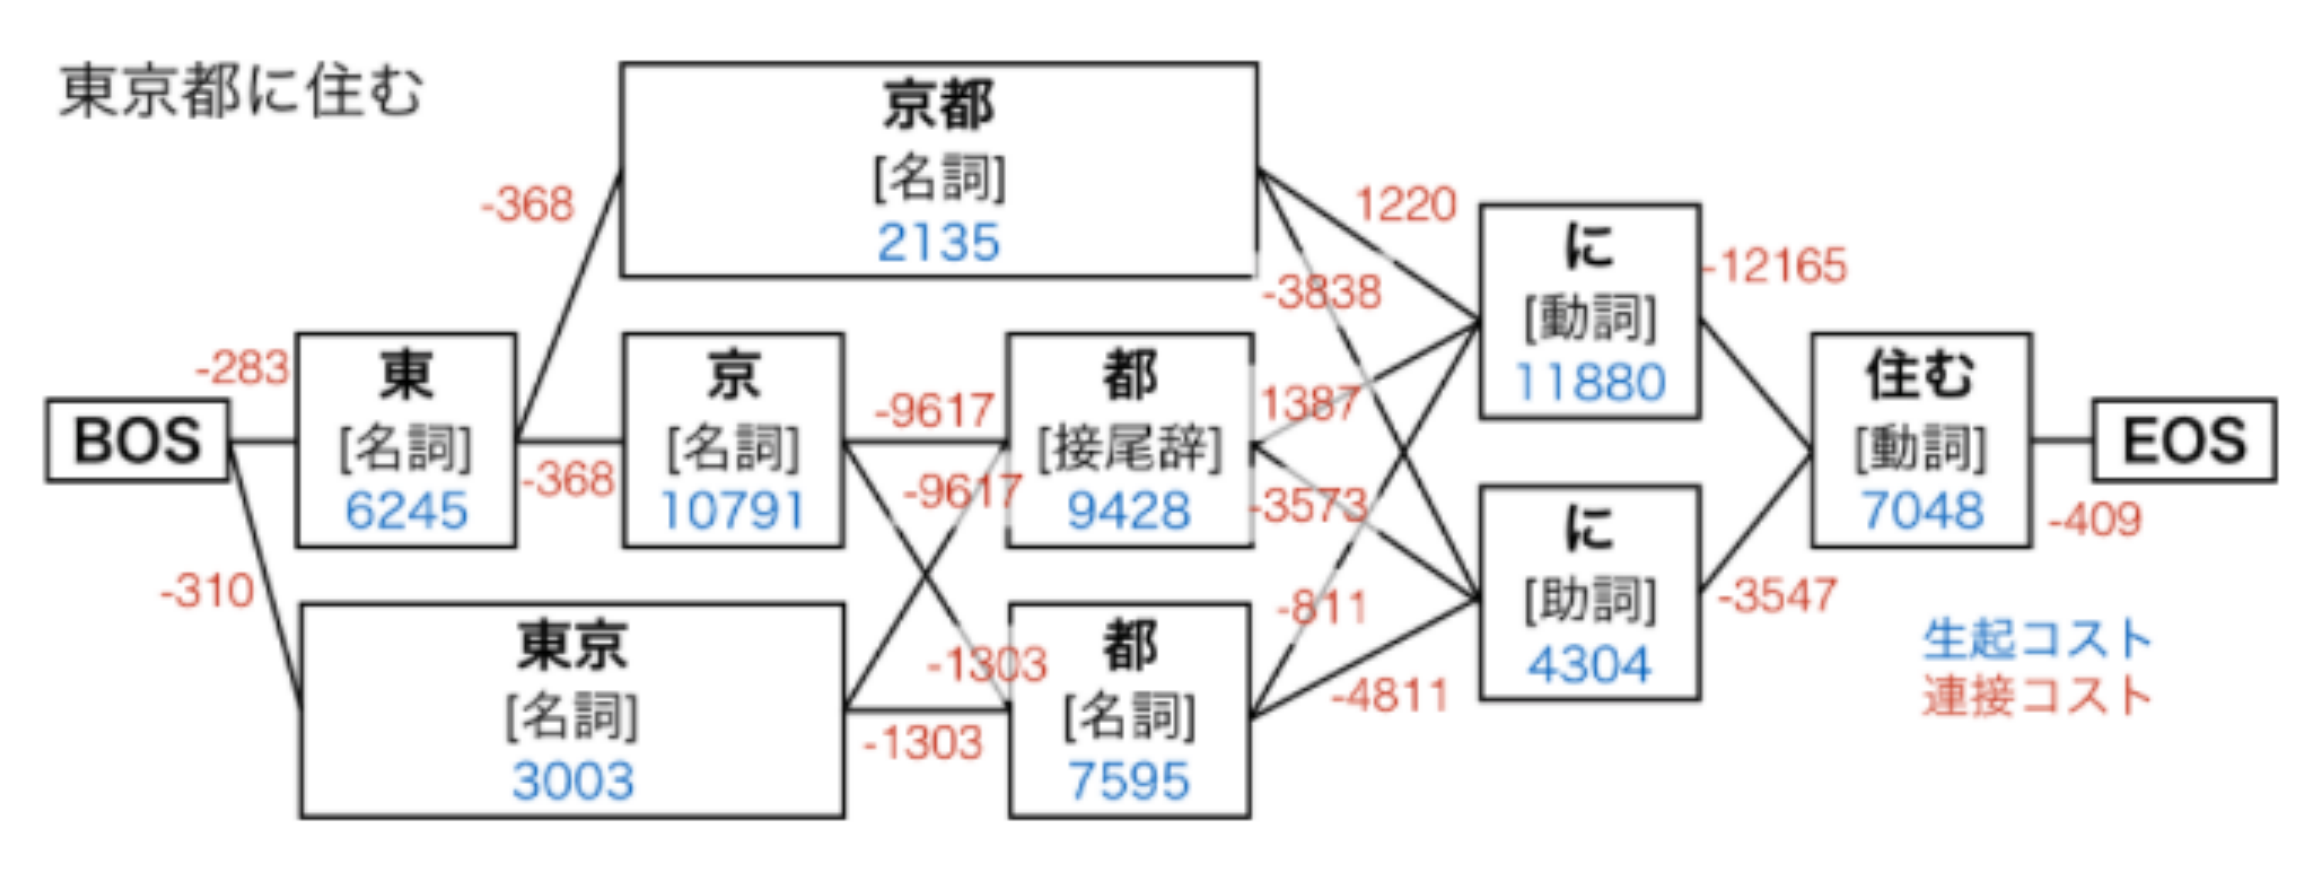 東京都に住む
京都
[名詞]
2135
-368
1220
-3838
に
[動詞]
11880
-12165
-283
BOS
東
[名詞]
6245
-368
京
[名詞]
10791
-9617
-9617
都
[接尾辞]
9428
1387
-3573
住む
[動詞]
7048
EOS
-409
-310
東京
[名詞]
3003
-1303
-1303
都
[名詞]
7595
-811
-4811
に
[助詞]
4304
-3547
生起コスト
連接コスト